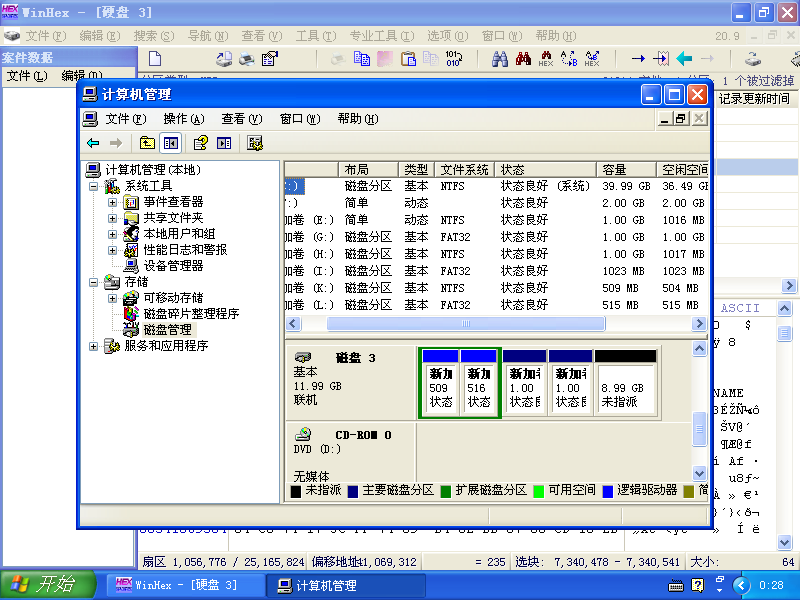 WinHex - [硬盘 3]
文件(F) 编辑(E) 搜索(S) 导航(N) 查看(V) 工具(T) 专业工具(I) 选项(O) 窗口(W) 帮助(H) 20.9
案件数据
文件(L) 编辑(D)
1 个被过滤掉
记录更新时间
计算机管理
文件(F) 操作(A) 查看(V) 窗口(W) 帮助(H)
计算机管理(本地)
系统工具
事件查看器
共享文件夹
本地用户和组
性能日志和警报
设备管理器
存储
可移动存储
磁盘碎片整理程序
磁盘管理
服务和应用程序
布局 类型 文件系统 状态 容量 空闲空间
:) 磁盘分区 基本 NTFS 状态良好 (系统) 39.99 GB 36.49 GB
:) 简单 动态 状态良好 2.00 GB 2.00 GB
加卷 (E:) 简单 动态 NTFS 状态良好 1.00 GB 1016 MB
加卷 (G:) 磁盘分区 基本 FAT32 状态良好 1.00 GB 1.00 GB
加卷 (H:) 磁盘分区 基本 NTFS 状态良好 1.00 GB 1017 MB
加卷 (I:) 磁盘分区 基本 FAT32 状态良好 1023 MB 1023 MB
加卷 (K:) 磁盘分区 基本 NTFS 状态良好 509 MB 504 MB
加卷 (L:) 磁盘分区 基本 FAT32 状态良好 515 MB 515 MB
磁盘 3
基本
11.99 GB
联机
新加 509 状态
新加 516 状态
新加 1.00 状态
新加 1.00 状态
8.99 GB
未指派
CD-ROM 0
DVD (D:)
无媒体
未指派 主要磁盘分区 扩展磁盘分区 可用空间 逻辑驱动器 简
ASCII
NAME
扇区 1,056,776 / 25,165,824 偏移地址 = 235 选块: 7,340,478 - 7,340,541 大小: 64
开始 WinHex - [硬盘 3] 计算机管理 0:28